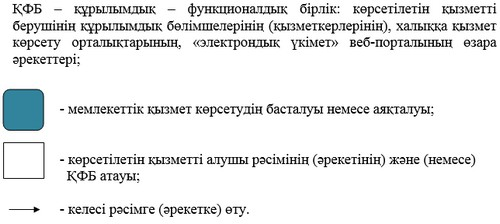 ҚФБ – құрылымдық – функционалдық бірлік: көрсетілетін қызметті
берушінің құрылымдық бөлімшелерінің (қызметкерлерінің), халыққа қызмет
көрсету орталықтарының, «электрондық үкімет» веб-порталының өзара
әрекеттері;
- мемлекеттік қызмет көрсетудің басталуы немесе аяқталуы;
- көрсетілетін қызметті алушы рәсімінің (әрекетінің) және (немесе)
ҚФБ атауы;
- келесі рәсімге (әрекетке) өту.